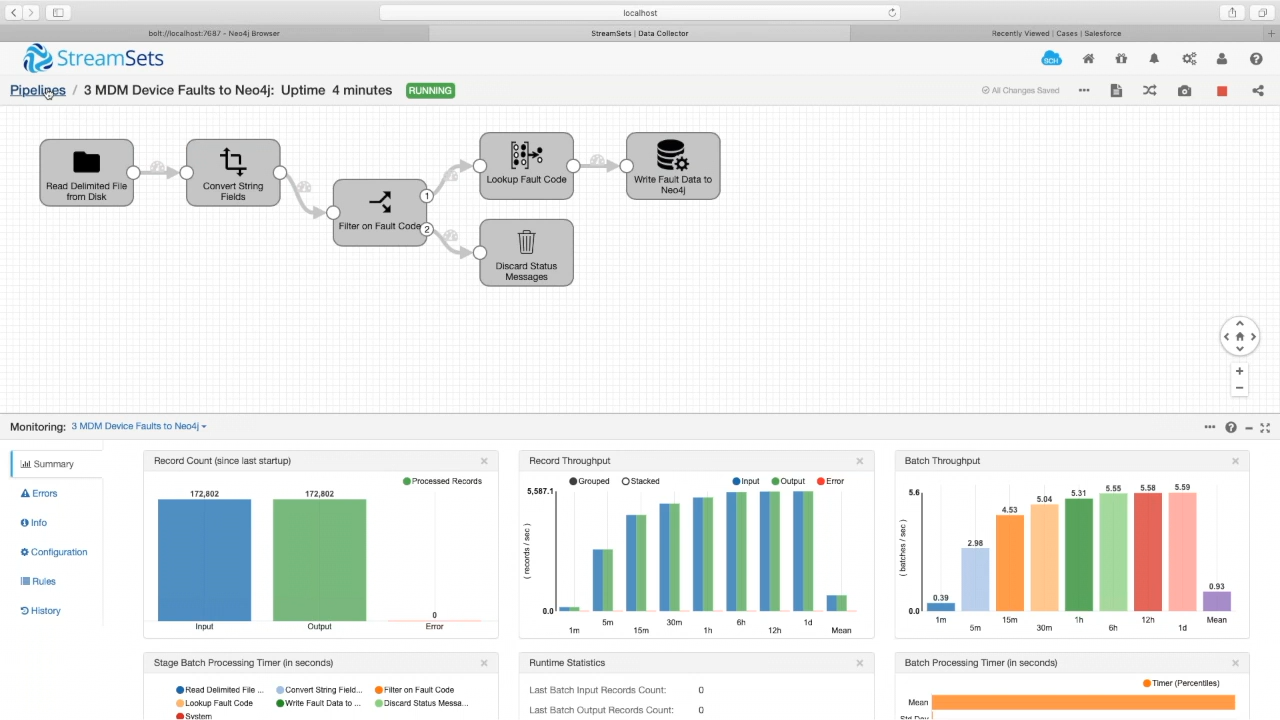 localhost
bolt://localhost:7687 - Neo4j Browser
StreamSets | Data Collector
Recently Viewed | Cases | Salesforce
StreamSets
SCH
Pipelines / 3 MDM Device Faults to Neo4j: Uptime 4 minutes RUNNING
All Changes Saved
Read Delimited File
from Disk
Convert String
Fields
Filter on Fault Code
1
2
Lookup Fault Code
Write Fault Data to
Neo4j
Discard Status
Messages
Monitoring: 3 MDM Device Faults to Neo4j
Summary
Errors
Info
Configuration
Rules
History
Record Count (since last startup)
Processed Records
172,802
172,802
0
Input
Output
Error
Record Throughput
Grouped
Stacked
Input
Output
Error
5,587.1
( records / sec )
0.0
1m
5m
15m
30m
1h
6h
12h
1d
Mean
Batch Throughput
5.6
( batches / sec )
0.0
0.39
2.98
4.53
5.04
5.31
5.55
5.58
5.59
0.93
1m
5m
15m
30m
1h
6h
12h
1d
Mean
Stage Batch Processing Timer (in seconds)
Read Delimited File ...
Convert String Field...
Filter on Fault Code
Lookup Fault Code
Write Fault Data to ...
Discard Status Messa...
System
Runtime Statistics
Last Batch Input Records Count: 0
Last Batch Output Records Count: 0
Batch Processing Timer (in seconds)
Timer (Percentiles)
Mean
Std Dev